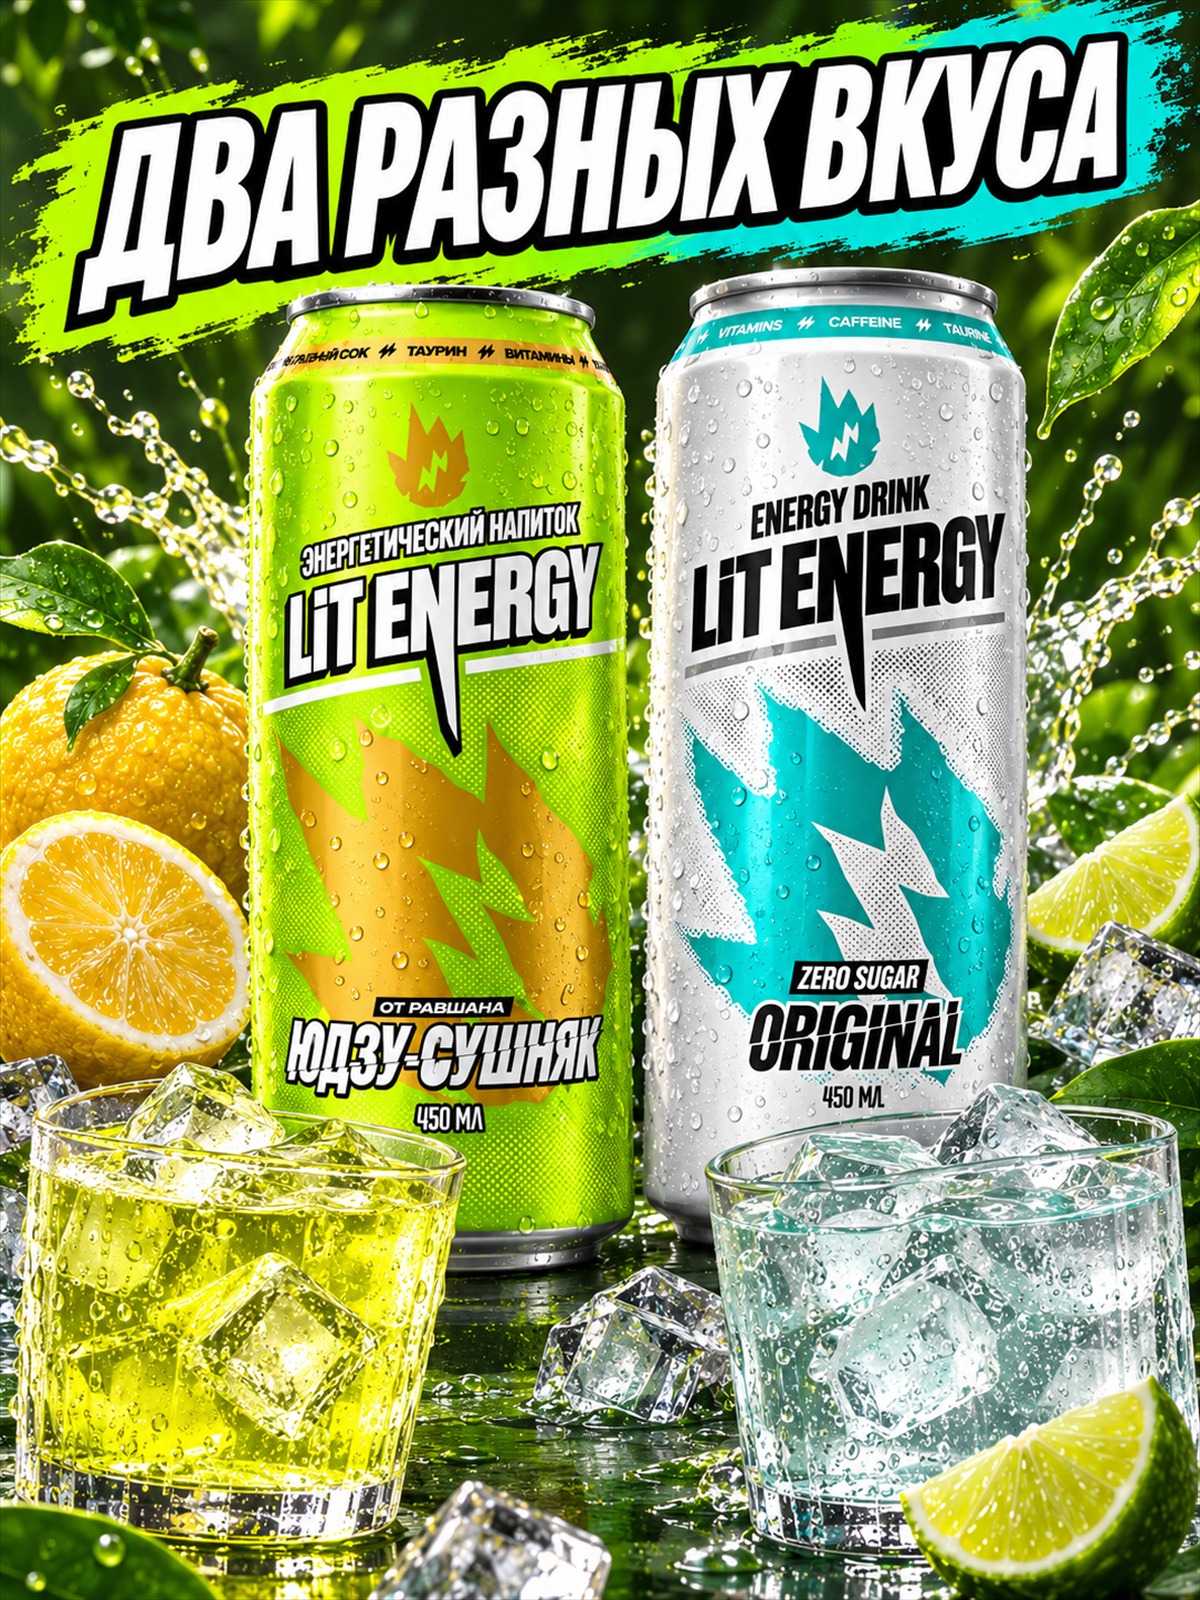 ДВА РАЗНЫХ ВКУСА
СОК ТАУРИН ВИТАМИНЫ
ЭНЕРГЕТИЧЕСКИЙ НАПИТОК
LiT ENERGY
ОТ РАВШАНА
ЮДЗУ-СУШНЯК
450 МЛ
VITAMINS CAFFEINE TAURINE
ENERGY DRINK
LiT ENERGY
ZERO SUGAR
ORIGINAL
450 МЛ